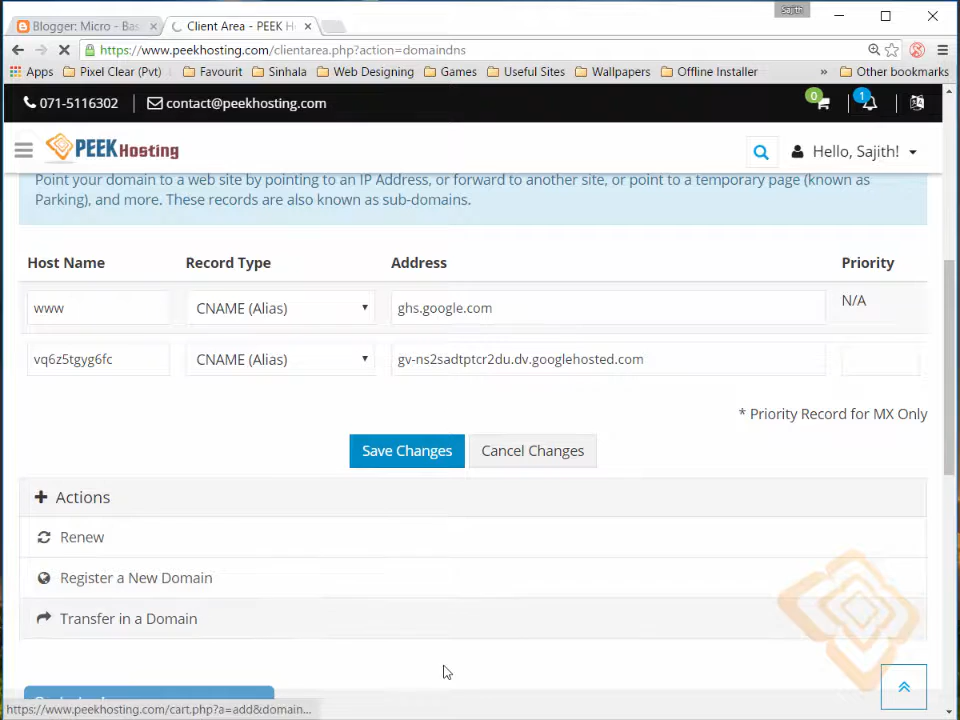 sajith
Blogger: Micro - Bas
Client Area - PEEK H
https://www.peekhosting.com/clientarea.php?action=domaindns
Apps Pixel Clear (Pvt) Favourit Sinhala Web Designing Games Useful Sites Wallpapers Offline Installer » Other bookmarks
071-5116302 contact@peekhosting.com 0 1
PEEK Hosting Hello, Sajith!
Point your domain to a web site by pointing to an IP Address, or forward to another site, or point to a temporary page (known as
Parking), and more. These records are also known as sub-domains.
Host Name Record Type Address Priority
www CNAME (Alias) ghs.google.com N/A
vq6z5tgyg6fc CNAME (Alias) gv-ns2sadtptcr2du.dv.googlehosted.com
* Priority Record for MX Only
Save Changes Cancel Changes
Actions
Renew
Register a New Domain
Transfer in a Domain
https://www.peekhosting.com/cart.php?a=add&domain...